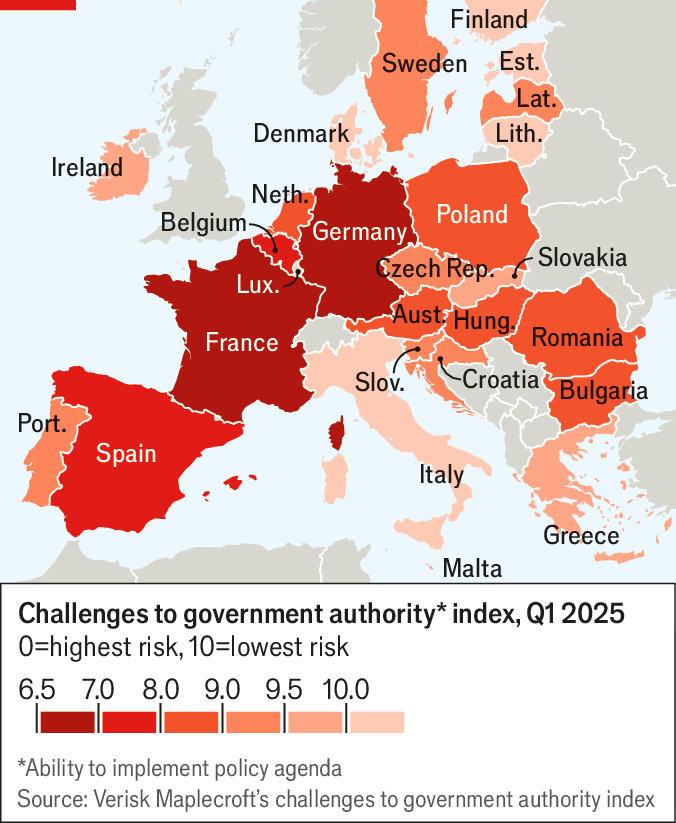 Finland
Sweden
Est.
Lat.
Denmark
Lith.
Ireland
Neth.
Belgium
Poland
Germany
Slovakia
Czech Rep.
Lux.
Aust.
Hung.
France
Romania
Slov.
Croatia
Bulgaria
Port.
Spain
Italy
Greece
Malta
Challenges to government authority* index, Q1 2025
0=highest risk, 10=lowest risk
6.5 7.0 8.0 9.0 9.5 10.0
*Ability to implement policy agenda
Source: Verisk Maplecroft's challenges to government authority index